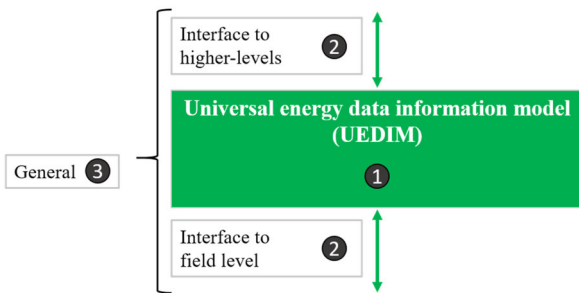 Interface to
higher-levels
2
Universal energy data information model
(UEDIM)
1
General 3
Interface to
field level
2